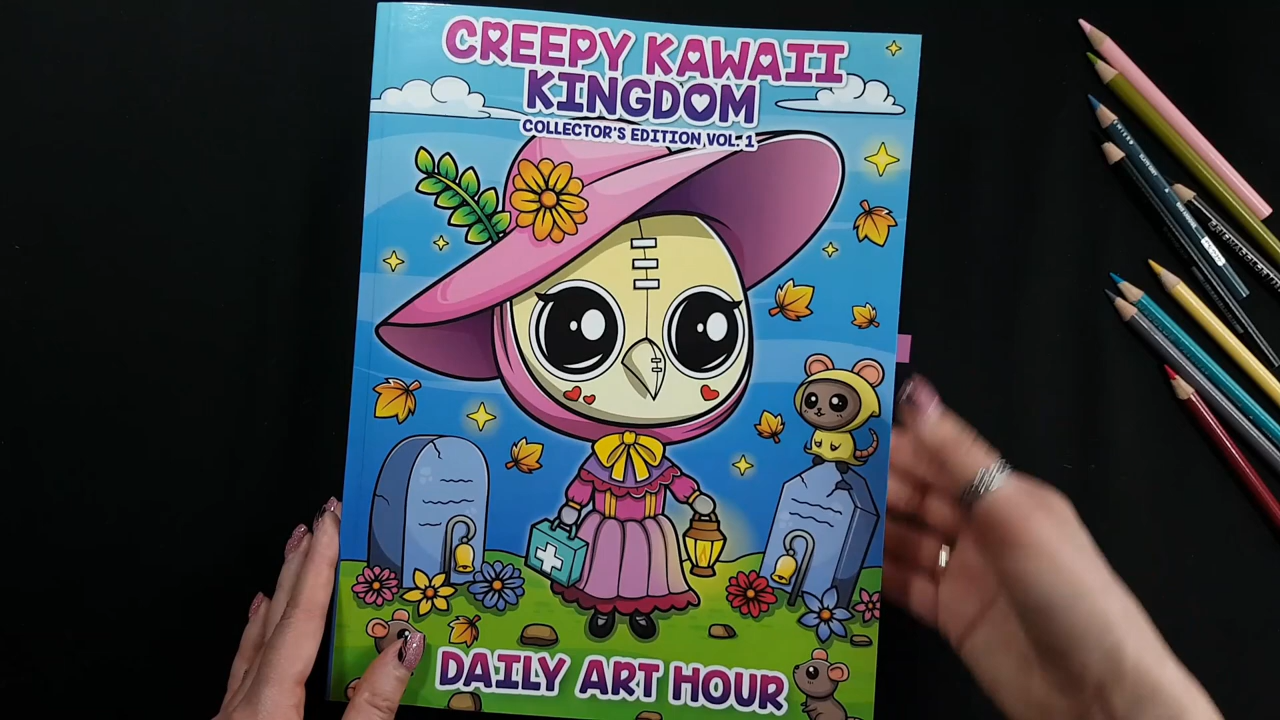 CREEPY KAWAII
KINGDOM
COLLECTOR'S EDITION VOL. 1
DAILY ART HOUR